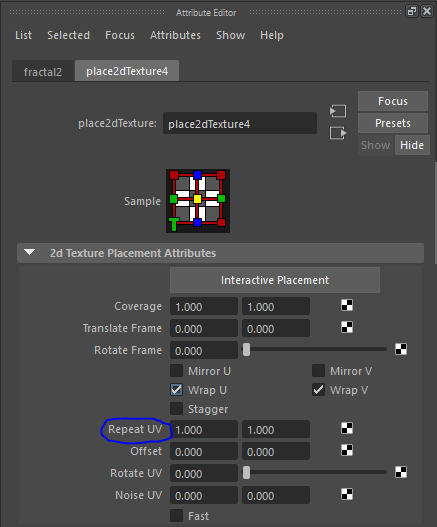 Attribute Editor
List Selected Focus Attributes Show Help
fractal2 place2dTexture4
Focus
place2dTexture: place2dTexture4
Presets
Show Hide
Sample
2d Texture Placement Attributes
Interactive Placement
Coverage 1.000 1.000
Translate Frame 0.000 0.000
Rotate Frame 0.000
Mirror U Mirror V
Wrap U Wrap V
Stagger
Repeat UV 1.000 1.000
Offset 0.000 0.000
Rotate UV 0.000
Noise UV 0.000 0.000
Fast